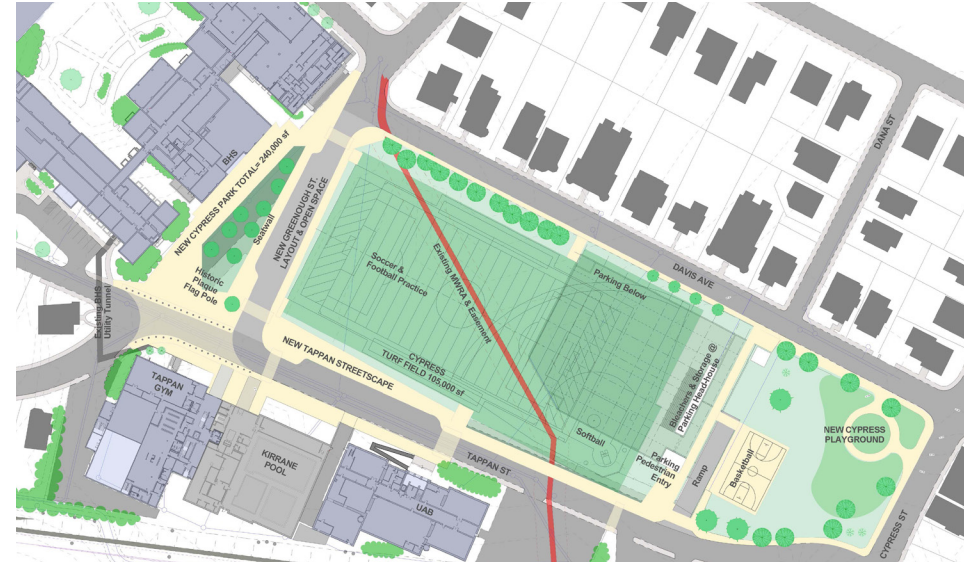 BHS
NEW CYPRESS PARK TOTAL= 240,000 sf
Seatwall
NEW GREENOUGH ST.
LAYOUT & OPEN SPACE
Historic
Plaque
Flag Pole
Existing BHS
Utility Tunnel
Soccer &
Football Practice
Existing MWRA & Easement
Parking Below
DAVIS AVE
DANA ST
CYPRESS
TURF FIELD 105,000 sf
NEW TAPPAN STREETSCAPE
Bleachers & Storage @
Parking Head-house
Softball
Parking
Pedestrian
Entry
Ramp
Basketball
NEW CYPRESS
PLAYGROUND
CYPRESS ST
TAPPAN ST
TAPPAN
GYM
KIRRANE
POOL
UAB